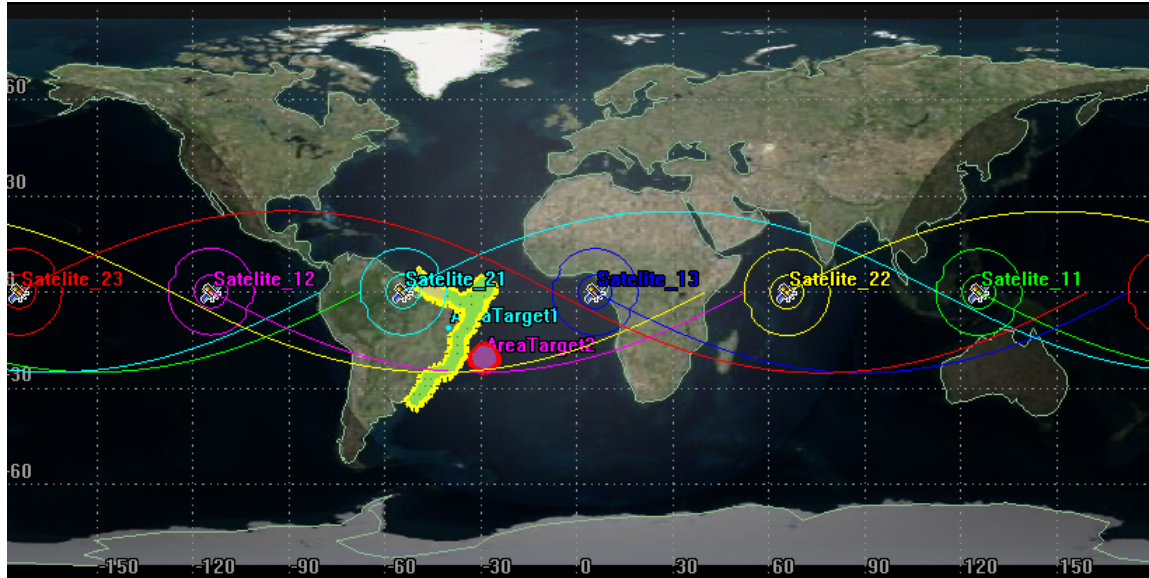 60
30
0
Satelite_23
Satelite_12
Satelite_21
Satelite_13
Satelite_22
Satelite_11
AreaTarget1
AreaTarget2
-30
-60
-150
-120
-90
-60
-30
0
30
60
90
120
150